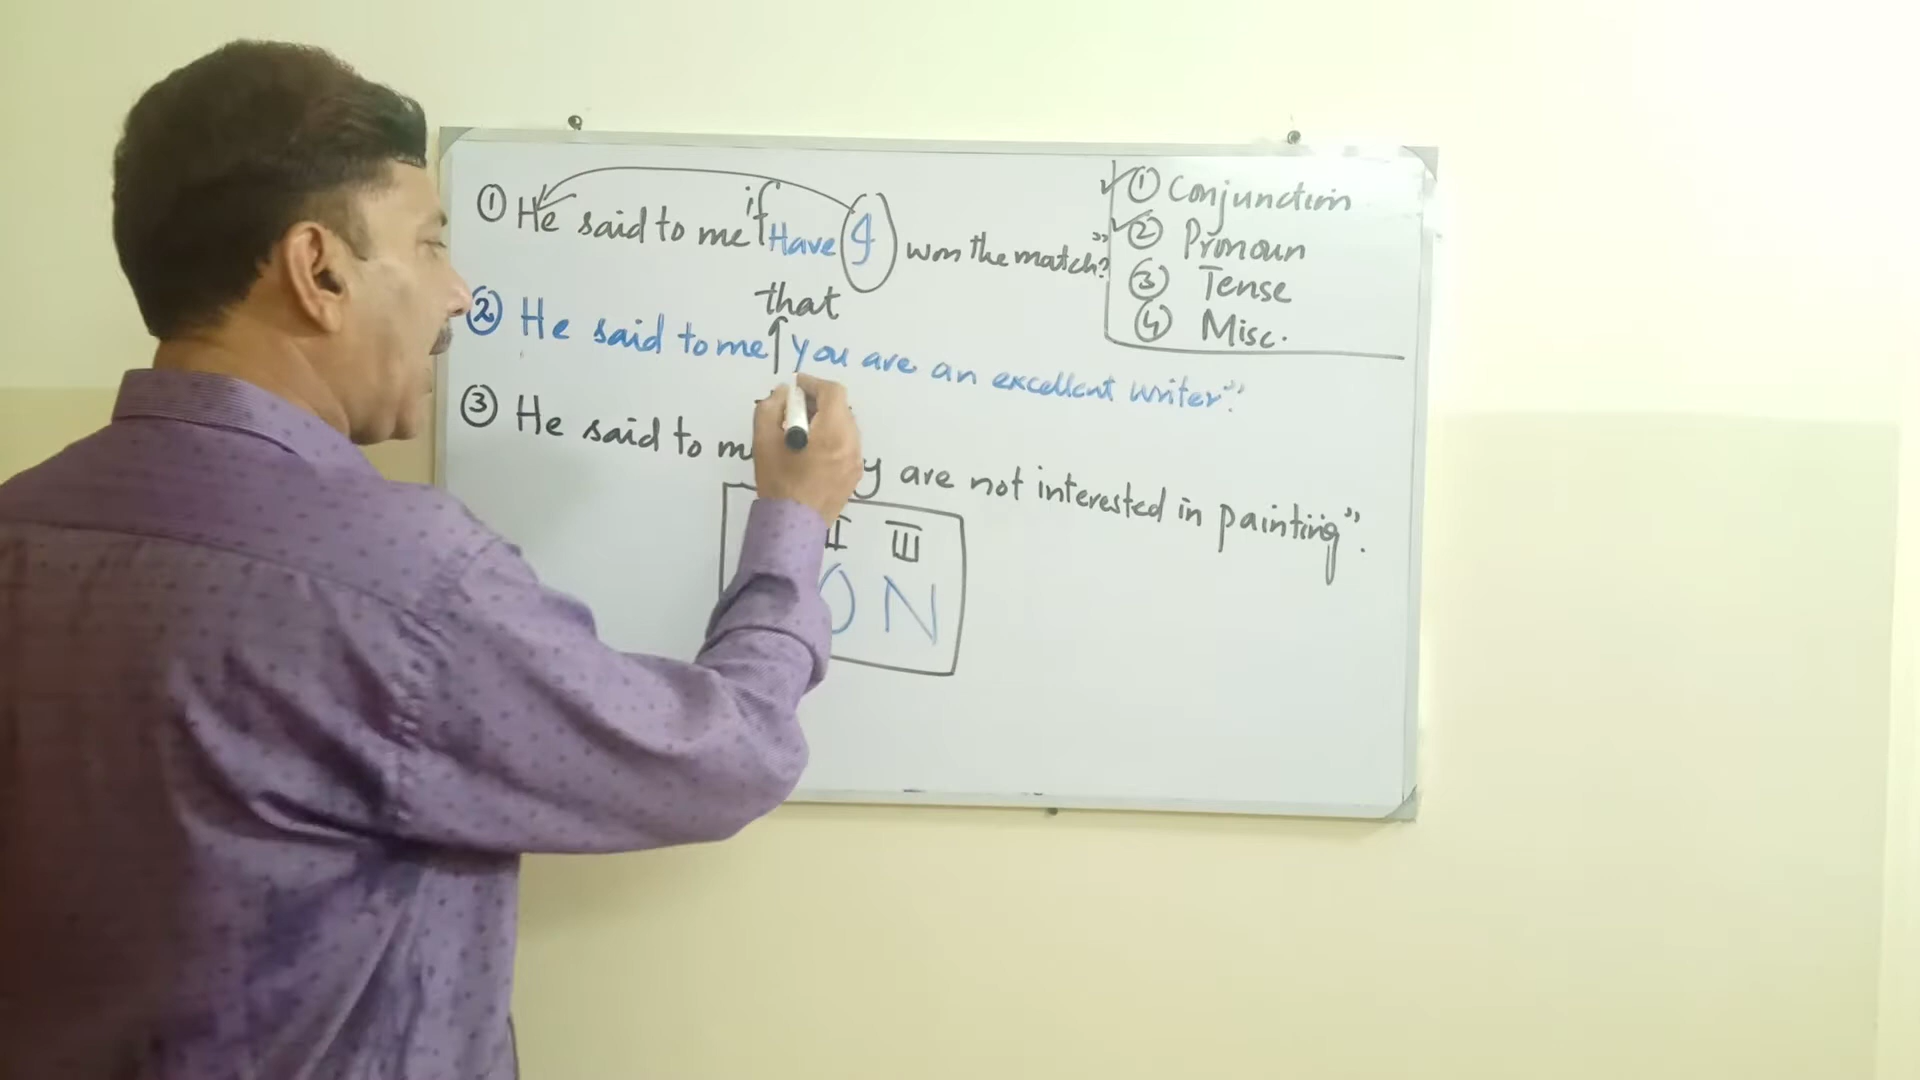 if
① He said to me Have I won the match?”
that
② He said to me you are an excellent writer”.
③ He said to are not interested in painting”.
II III
O N
① Conjunction
② Pronoun
③ Tense
④ Misc.